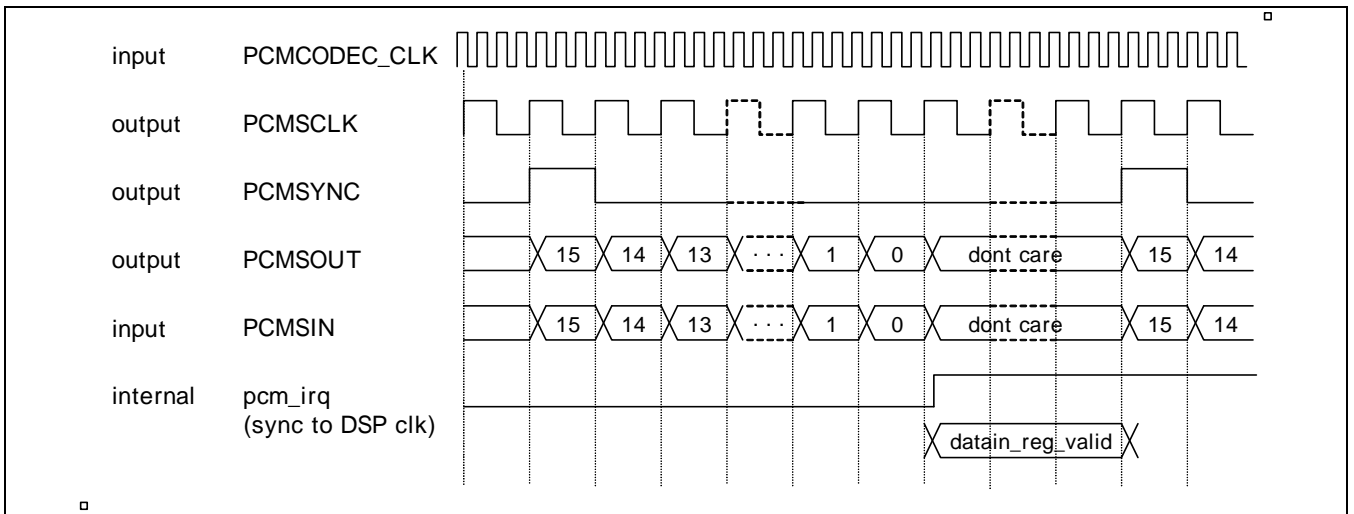 input PCMCODEC_CLK
output PCMSCLK
output PCMSYNC
output PCMSOUT 15 14 13 · · · 1 0 dont care 15 14
input PCMSIN 15 14 13 · · · 1 0 dont care 15 14
internal pcm_irq
(sync to DSP clk)
datain_reg_valid